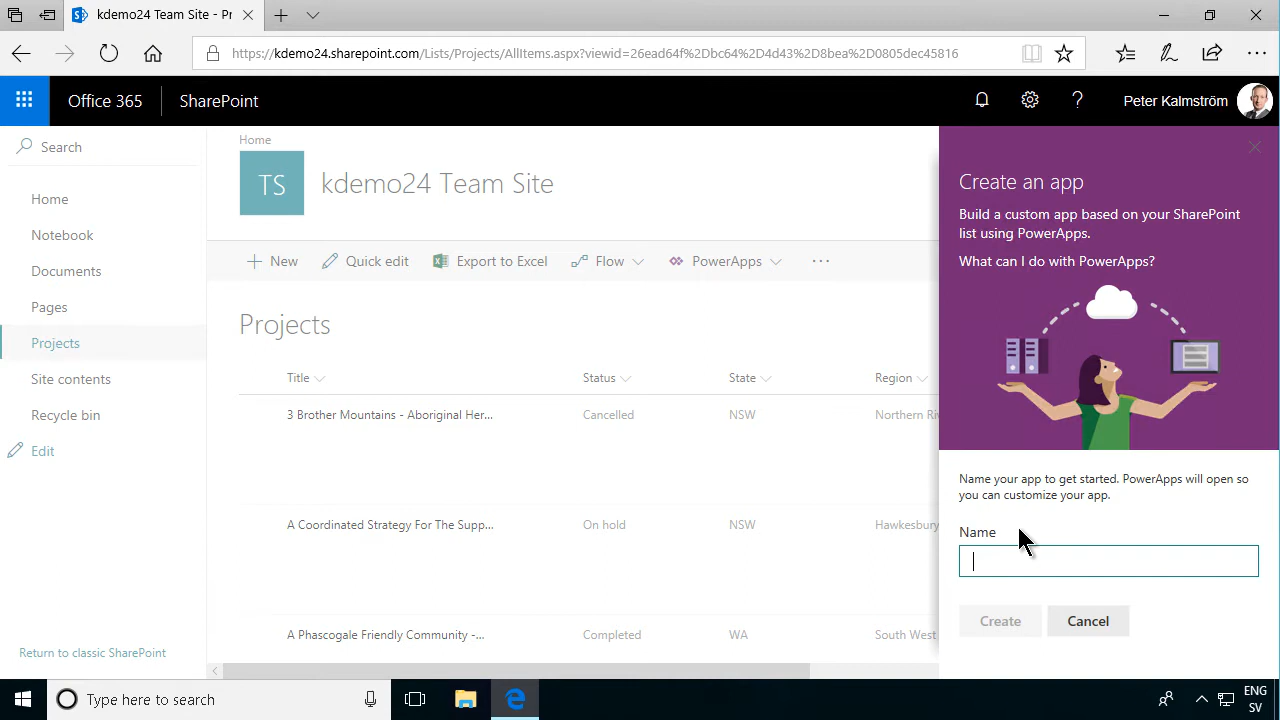 kdemo24 Team Site - Pr
https://kdemo24.sharepoint.com/Lists/Projects/AllItems.aspx?viewid=26ead64f%2Dbc64%2D4d43%2D8bea%2D0805dec45816
Office 365
SharePoint
Peter Kalmström
Search
Home
Notebook
Documents
Pages
Projects
Site contents
Recycle bin
Edit
Return to classic SharePoint
Home
TS
kdemo24 Team Site
New
Quick edit
Export to Excel
Flow
PowerApps
Projects
Title Status State Region
3 Brother Mountains - Aboriginal Her... Cancelled NSW Northern Riv
A Coordinated Strategy For The Supp... On hold NSW Hawkesbury
A Phascogale Friendly Community -... Completed WA South West
Create an app
Build a custom app based on your SharePoint
list using PowerApps.
What can I do with PowerApps?
Name your app to get started. PowerApps will open so
you can customize your app.
Name
Create
Cancel
Type here to search
ENG
SV